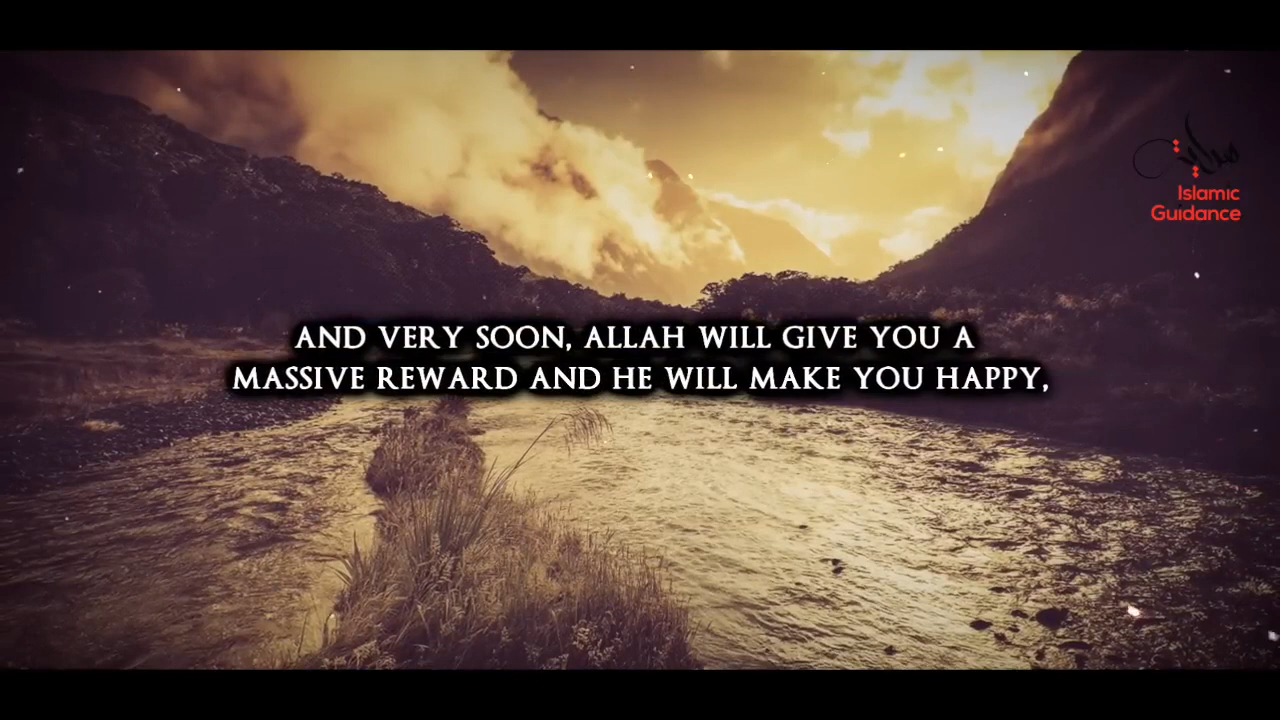 Islamic
Guidance
AND VERY SOON, ALLAH WILL GIVE YOU A
MASSIVE REWARD AND HE WILL MAKE YOU HAPPY,